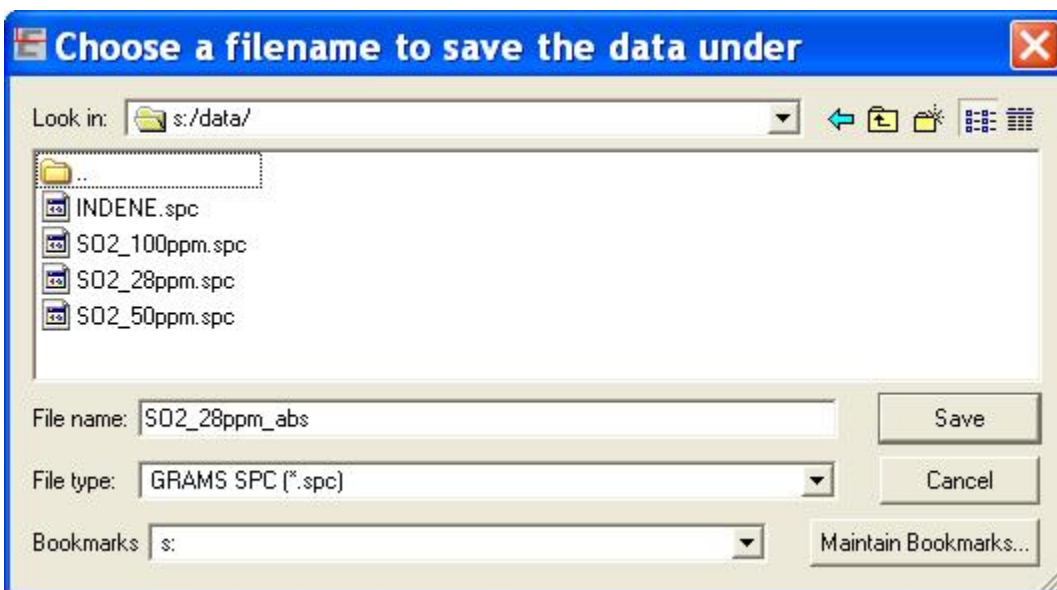 Choose a filename to save the data under
Look in: s:/data/
..
INDENE.spc
SO2_100ppm.spc
SO2_28ppm.spc
SO2_50ppm.spc
File name: SO2_28ppm_abs Save
File type: GRAMS SPC (*.spc) Cancel
Bookmarks s: Maintain Bookmarks...